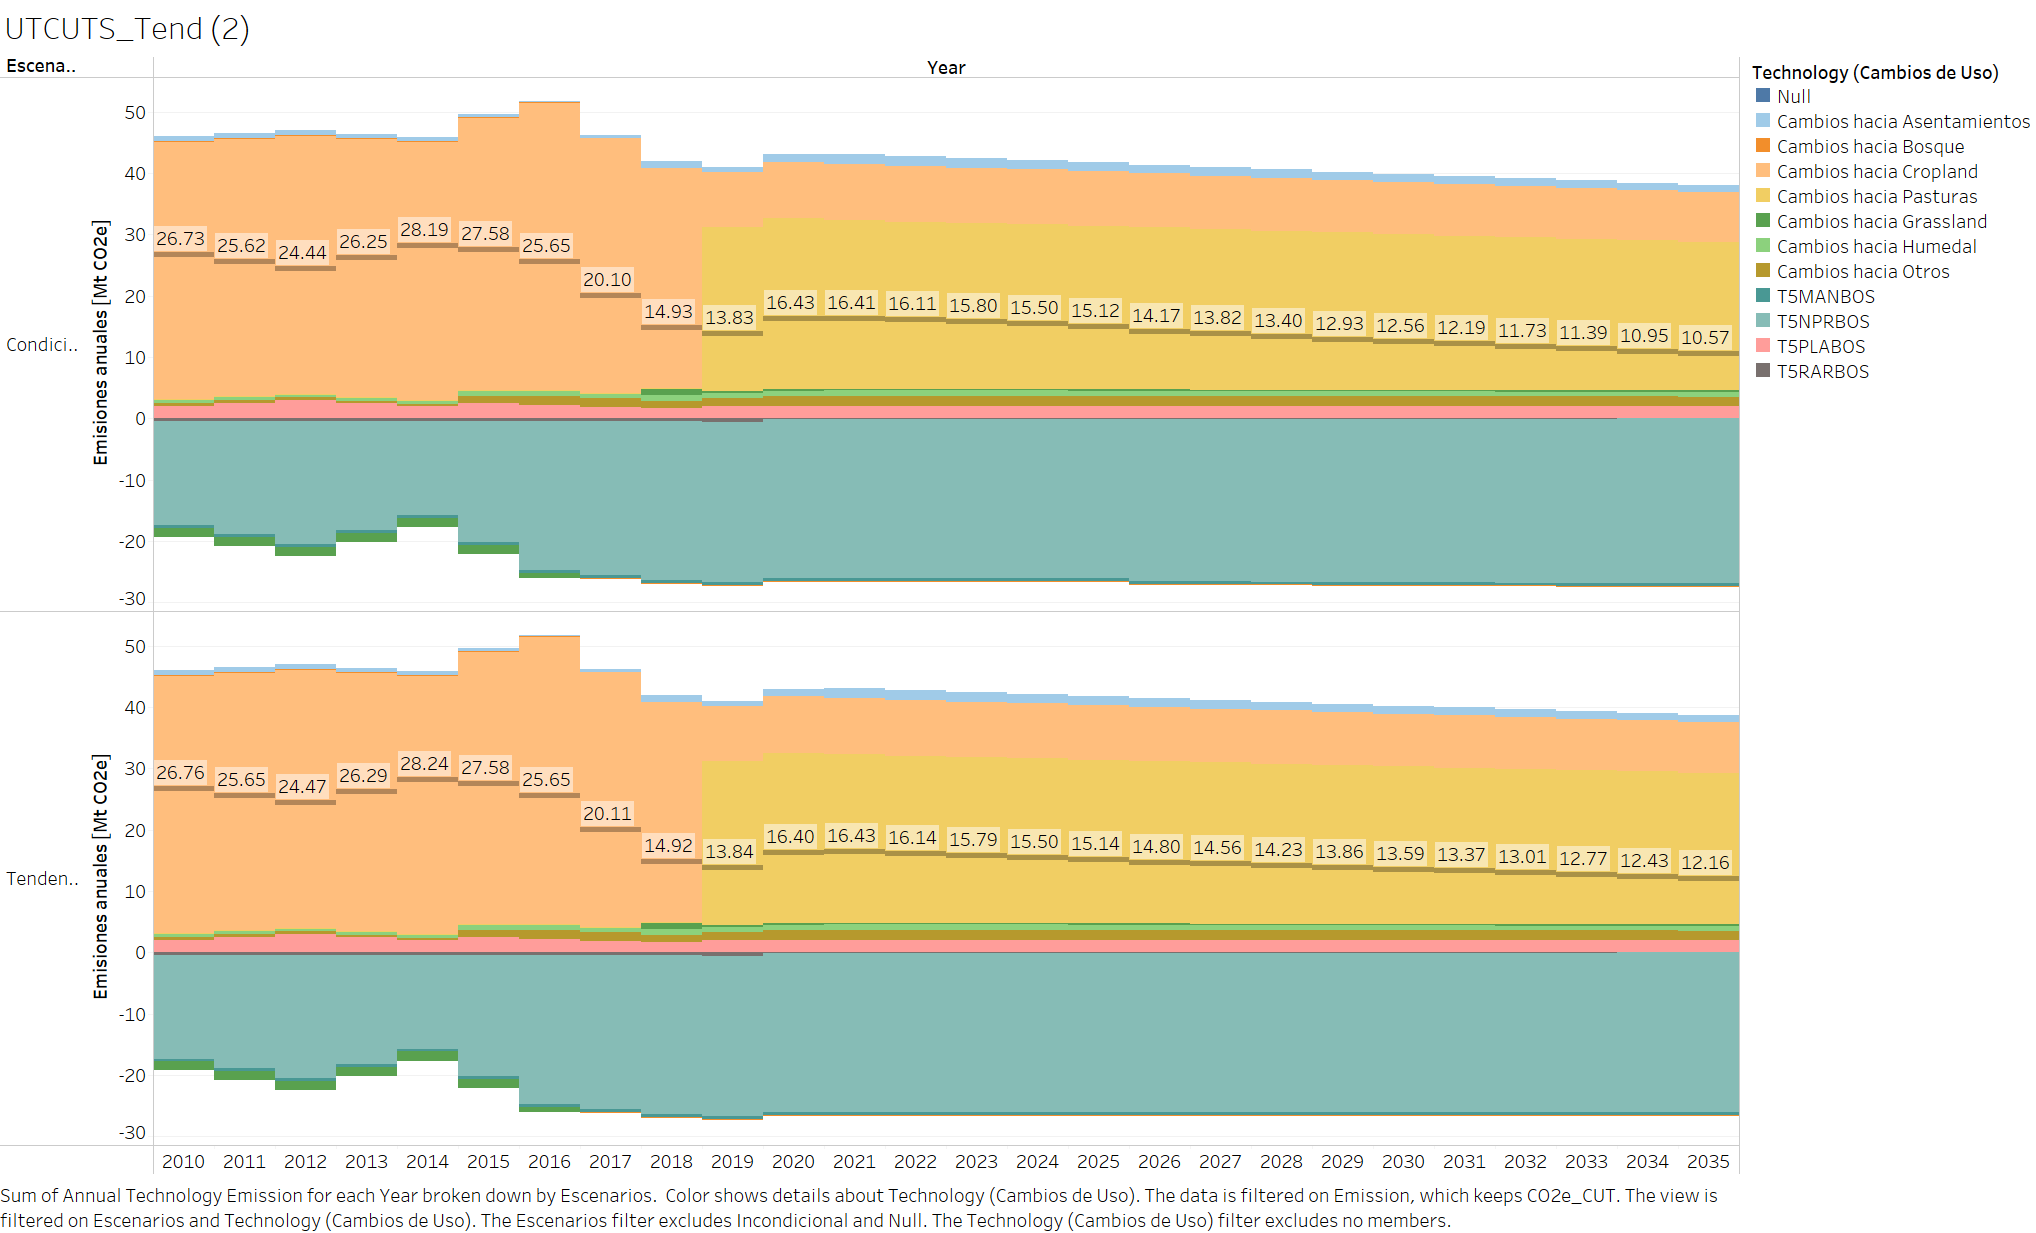 UTCUTS_Tend (2)
Escena..
Year
Condici..
Emisiones anuales [Mt CO2e]
50
40
30
20
10
0
-10
-20
-30
26.73 25.62 24.44 26.25 28.19 27.58 25.65 20.10 14.93 13.83 16.43 16.41 16.11 15.80 15.50 15.12 14.17 13.82 13.40 12.93 12.56 12.19 11.73 11.39 10.95 10.57
Tenden..
Emisiones anuales [Mt CO2e]
50
40
30
20
10
0
-10
-20
-30
26.76 25.65 24.47 26.29 28.24 27.58 25.65 20.11 14.92 13.84 16.40 16.43 16.14 15.79 15.50 15.14 14.80 14.56 14.23 13.86 13.59 13.37 13.01 12.77 12.43 12.16
2010 2011 2012 2013 2014 2015 2016 2017 2018 2019 2020 2021 2022 2023 2024 2025 2026 2027 2028 2029 2030 2031 2032 2033 2034 2035
Technology (Cambios de Uso)
Null
Cambios hacia Asentamientos
Cambios hacia Bosque
Cambios hacia Cropland
Cambios hacia Pasturas
Cambios hacia Grassland
Cambios hacia Humedal
Cambios hacia Otros
T5MANBOS
T5NPRBOS
T5PLABOS
T5RARBOS
Sum of Annual Technology Emission for each Year broken down by Escenarios. Color shows details about Technology (Cambios de Uso). The data is filtered on Emission, which keeps CO2e_CUT. The view is
filtered on Escenarios and Technology (Cambios de Uso). The Escenarios filter excludes Incondicional and Null. The Technology (Cambios de Uso) filter excludes no members.